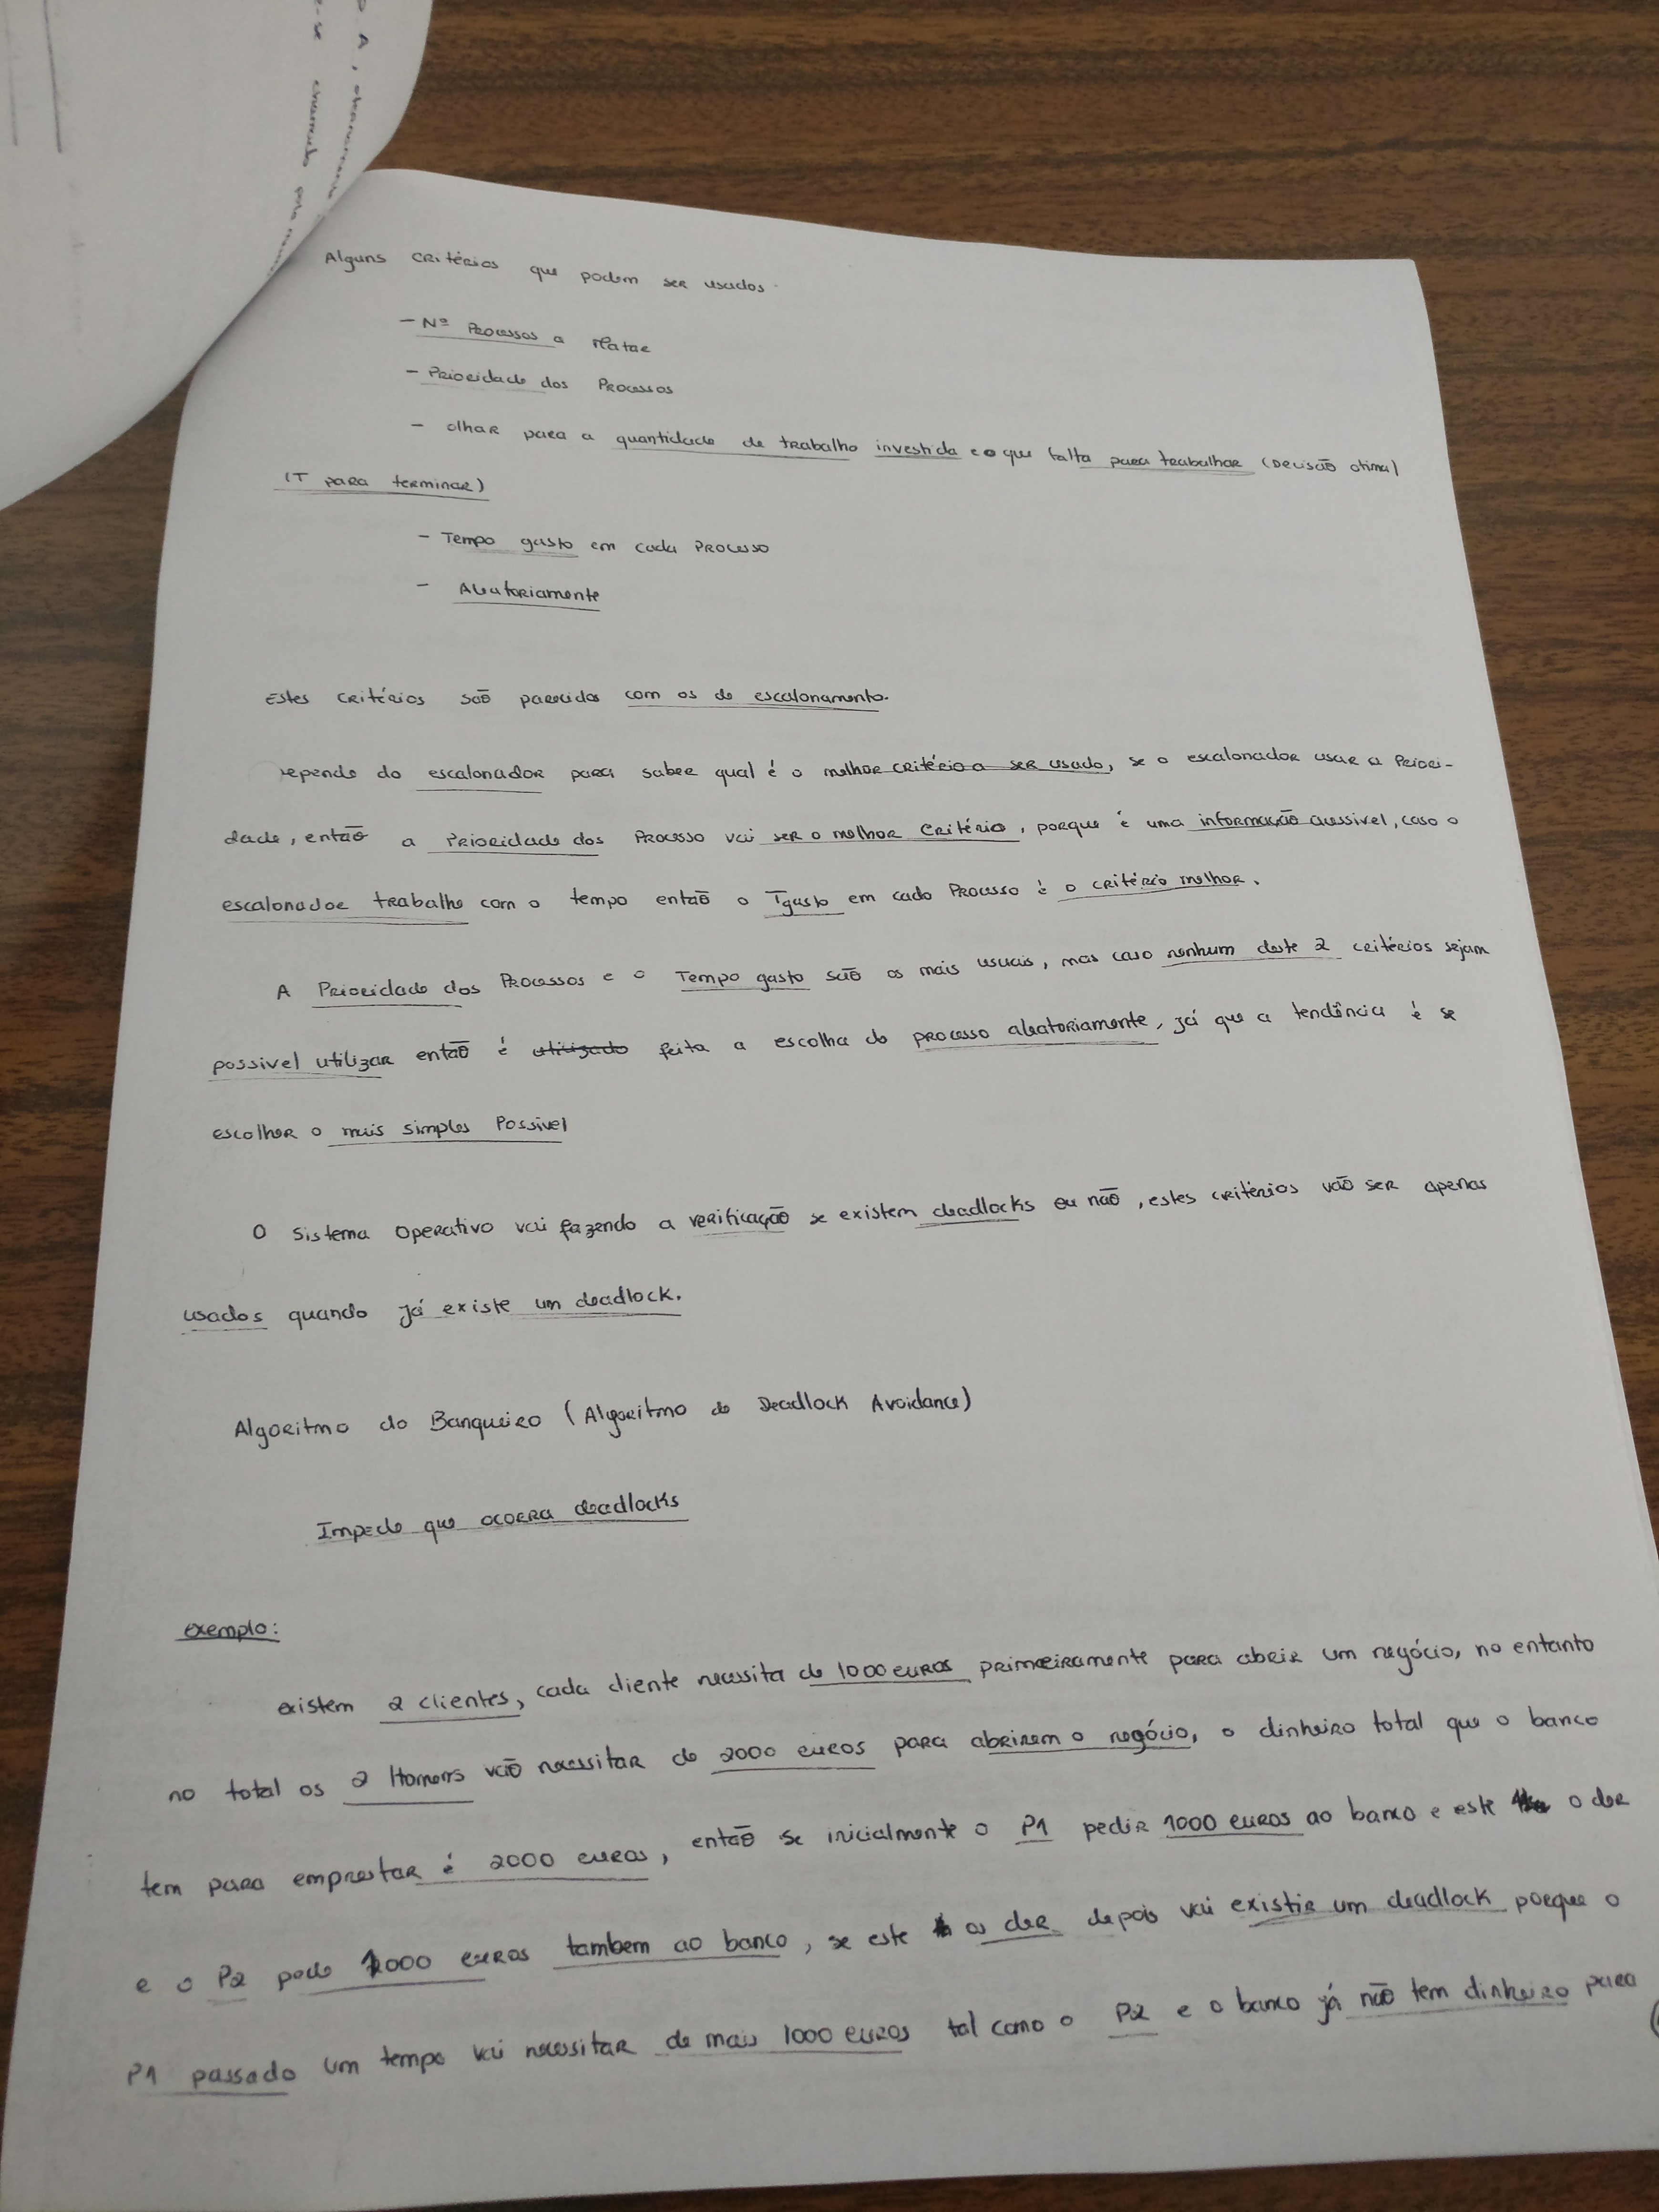 Alguns critérios que podem ser usados
- Nº Processos a Matar
- Prioridade dos Processos
- olhar para a quantidade de trabalho investida e o que falta para trabalhar (Decisão otima)
(T para terminar)
- Tempo gasto em cada Processo
- Aleatoriamente
Estes critérios são parecidos com os de escalonamento.
Depende do escalonador para saber qual é o melhor critério a ser usado, se o escalonador usar a Priori-
dade, então a Prioridade dos Processo vai ser o melhor critério, porque é uma informação acessivel, caso o
escalonador trabalhe com o tempo então o Tgasto em cada Processo é o critério melhor.
A Prioridade dos Processos e o Tempo gasto são os mais usuais, mas caso nenhum deste 2 critérios sejam
possivel utilizar então é utilizado feita a escolha do processo aleatoriamente, já que a tendência é se
escolher o mais simples Possivel
O Sistema Operativo vai fazendo a verificação se existem deadlocks ou não, estes critérios vão ser apenas
usados quando já existe um deadlock.
Algoritmo do Banqueiro (Algoritmo de Deadlock Avoidance)
Impede que ocorra deadlocks
exemplo:
existem 2 clientes, cada cliente necessita de 1000 euros primeiramente para abrir um negócio, no entanto
no total os 2 Homens vão necessitar de 2000 euros para abrirem o negócio, o dinheiro total que o banco
tem para emprestar é 2000 euros, então se inicialmente o P1 pedir 1000 euros ao banco e este o der
e o P2 pede 1000 euros tambem ao banco, se este os der depois vai existir um deadlock porque o
P1 passado um tempo vai necessitar de mais 1000 euros tal como o P2 e o banco já não tem dinheiro para